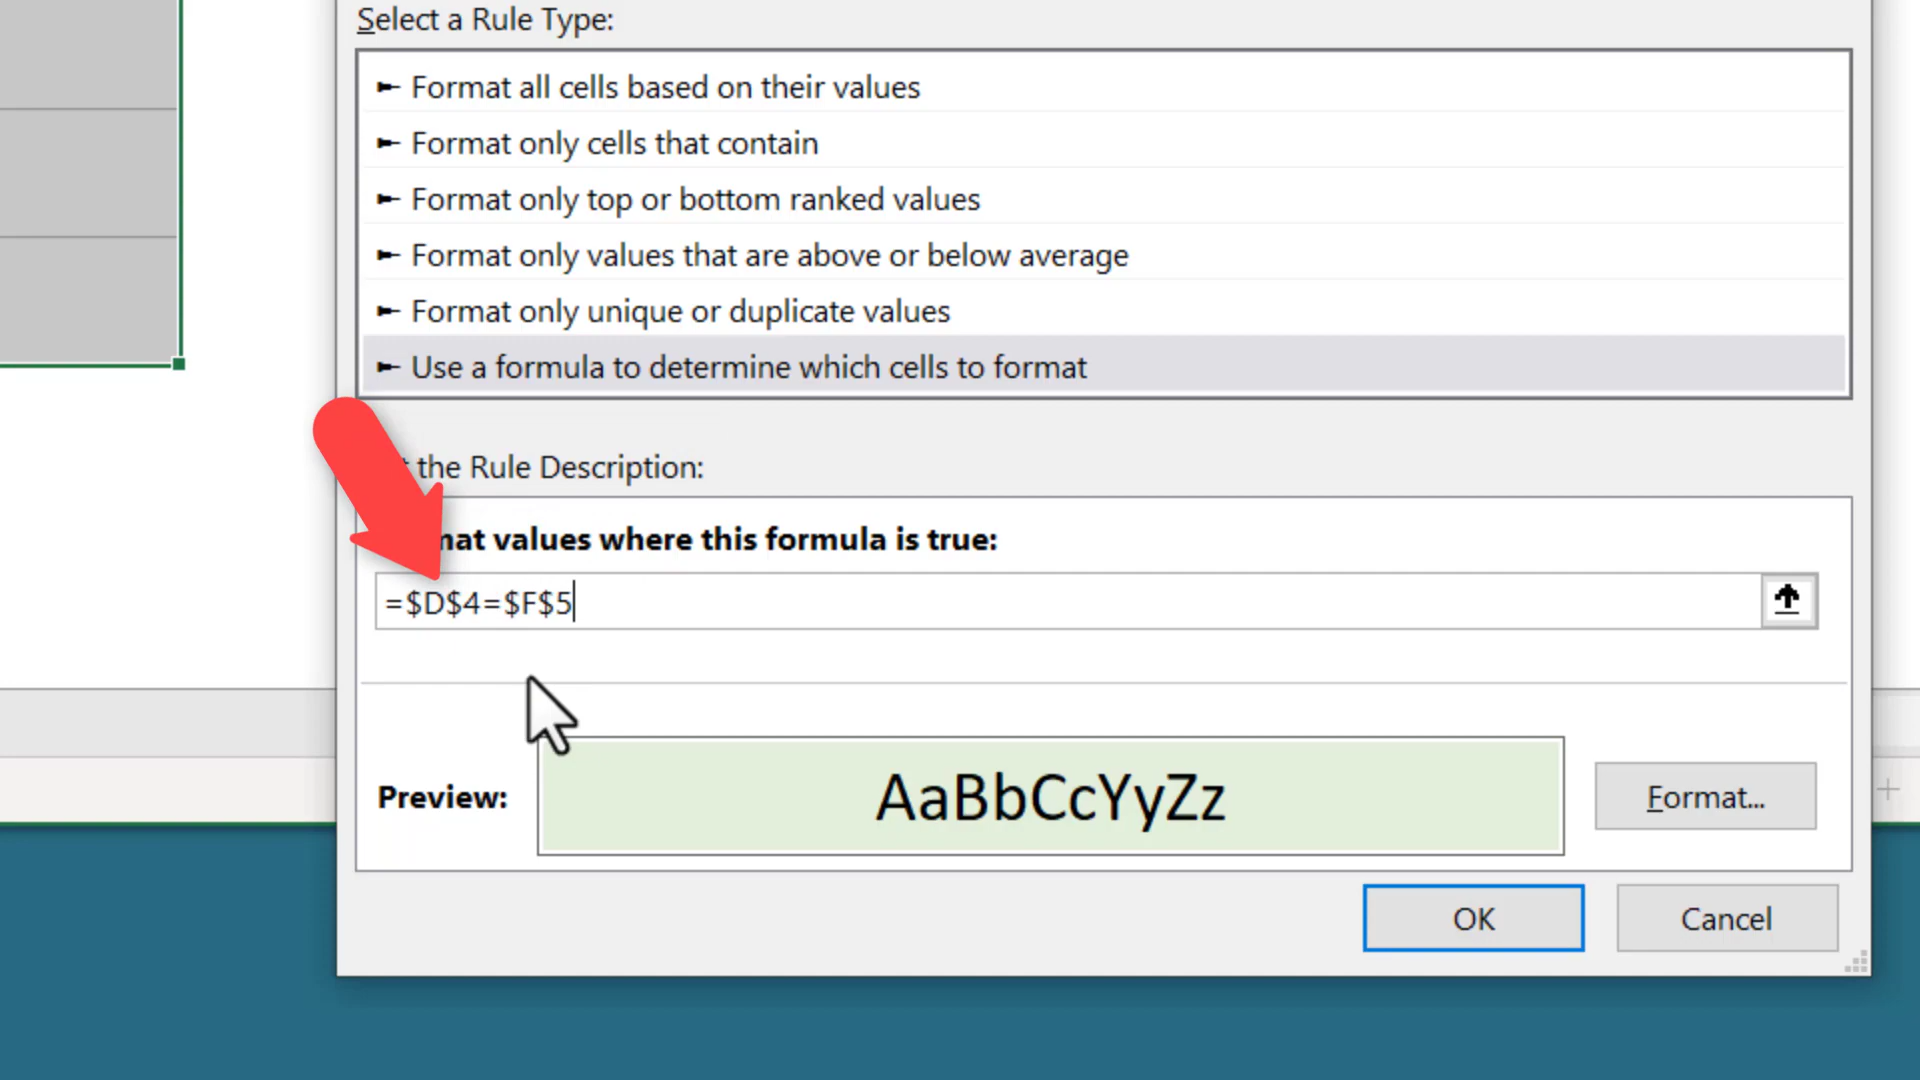 Select a Rule Type:
► Format all cells based on their values
► Format only cells that contain
► Format only top or bottom ranked values
► Format only values that are above or below average
► Format only unique or duplicate values
► Use a formula to determine which cells to format
the Rule Description:
values where this formula is true:
=$D$4=$F$5
Preview:
AaBbCcYyZz
Format...
OK
Cancel